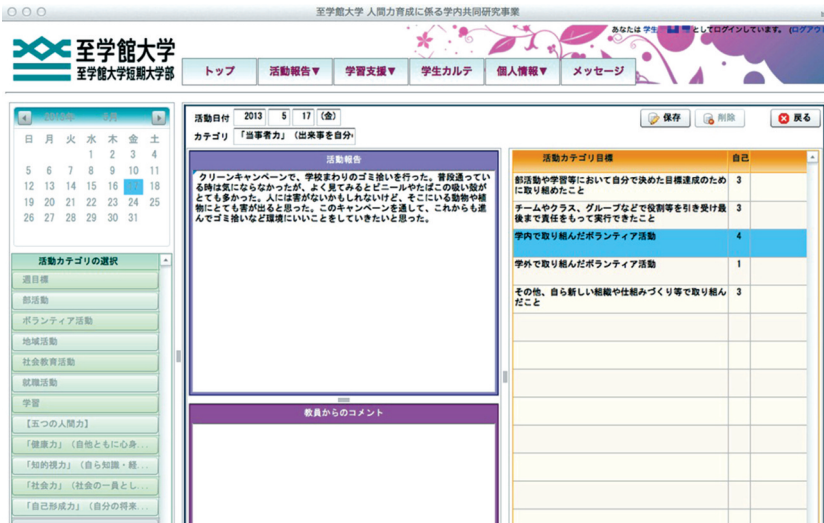 至学館大学 人間力育成に係る学内共同研究事業
あなたは 学生 としてログインしています。 (ログアウト
至学館大学
至学館大学短期大学部
トップ
活動報告▼
学習支援▼
学生カルテ
個人情報▼
メッセージ
日 月 火 水 木 金 土
1 2 3 4
5 6 7 8 9 10 11
12 13 14 15 16 17 18
19 20 21 22 23 24 25
26 27 28 29 30 31
活動カテゴリの選択
週目標
部活動
ボランティア活動
地域活動
社会教育活動
就職活動
学習
【五つの人間力】
「健康力」（自他ともに心身...
「知的視力」（自ら知識・経...
「社会力」（社会の一員とし...
「自己形成力」（自分の将来...
活動日付 2013 5 17 (金)
カテゴリ 「当事者力」（出来事を自分
保存
削除
戻る
活動報告
クリーンキャンペーンで、学校まわりのゴミ拾いを行った。普段通ってい
る時は気にならなかったが、よく見てみるとビニールやたばこの吸い殻が
とても多かった。人には害がないかもしれないけど、そこにいる動物や植
物にとても害が出ると思った。このキャンペーンを通して、これからも進
んでゴミ拾いなど環境にいいことをしていきたいと思った。
教員からのコメント
活動カテゴリ目標 自己
部活動や学習等において自分で決めた目標達成のため 3
に取り組めたこと
チームやクラス、グループなどで役割等を引き受け最 3
後まで責任をもって実行できたこと
学内で取り組んだボランティア活動 4
学外で取り組んだボランティア活動 1
その他、自ら新しい組織や仕組みづくり等で取り組ん 3
だこと